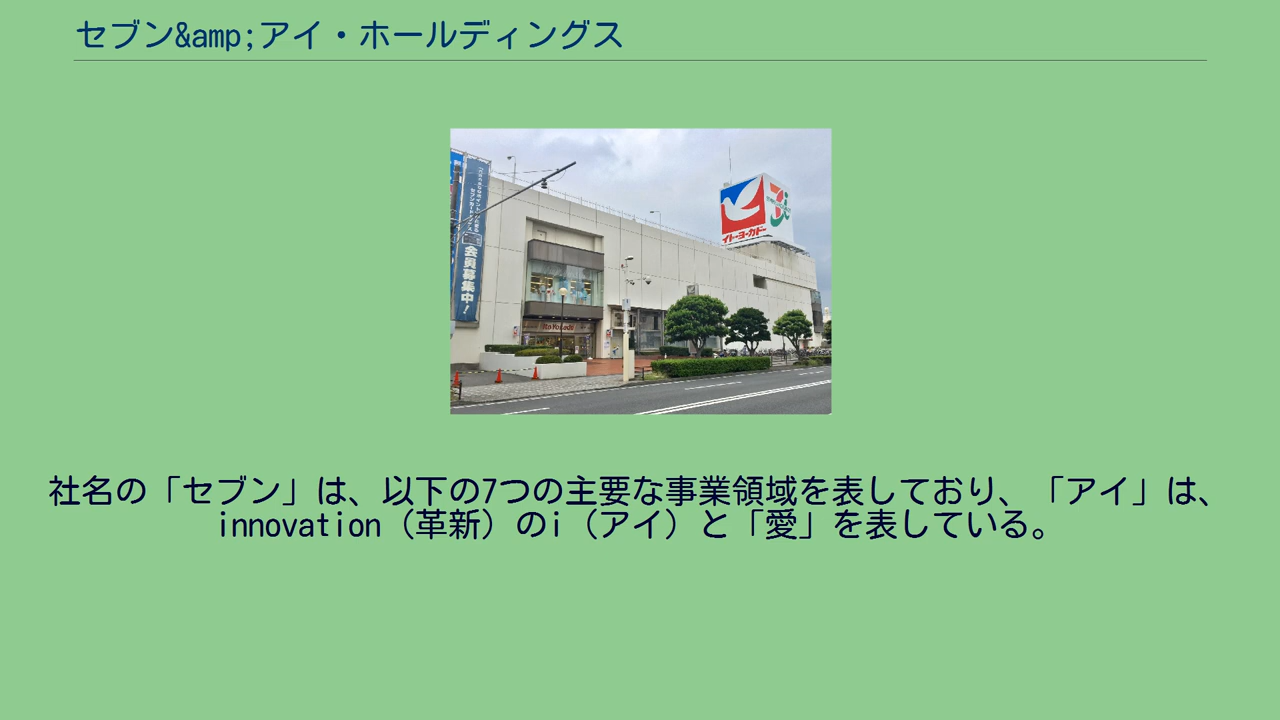 セブン&amp;アイ・ホールディングス
会員募集中!
イトーヨーカドー
Ito Yokado
社名の「セブン」は、以下の7つの主要な事業領域を表しており、「アイ」は、
innovation（革新）のi（アイ）と「愛」を表している。